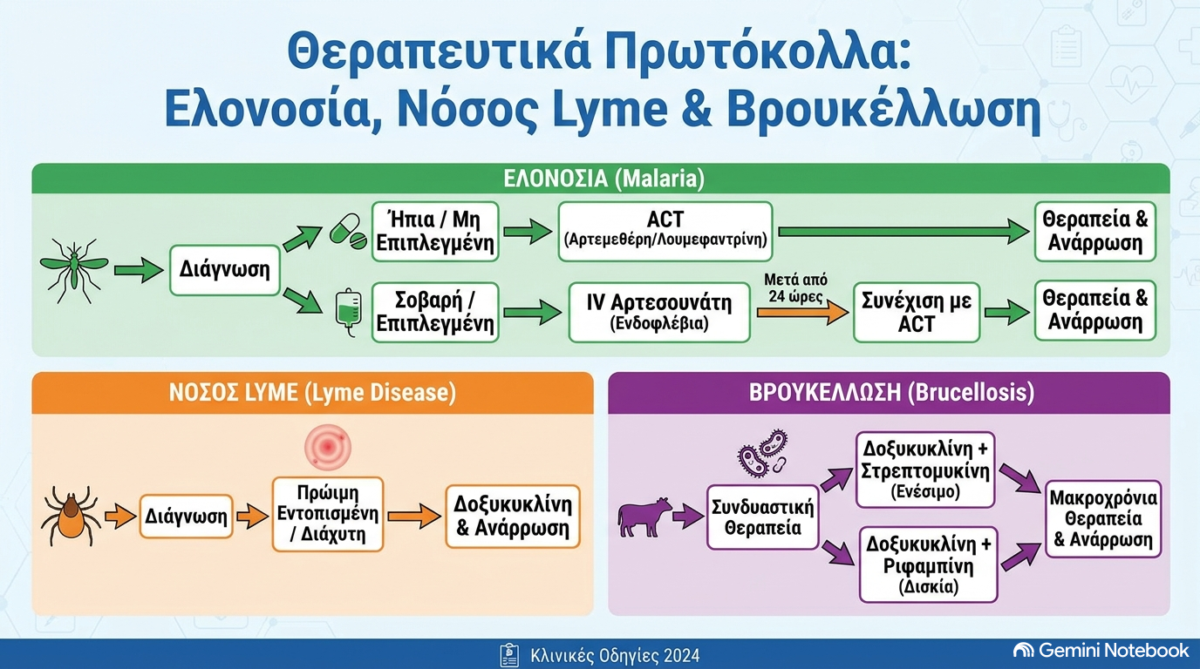 Θεραπευτικά Πρωτόκολλα:
Ελονοσία, Νόσος Lyme & Βρουκέλλωση
ΕΛΟΝΟΣΙΑ (Malaria)
Διάγνωση
Ήπια / Μη
Επιπλεγμένη
ACT
(Αρτεμεθέρη/Λουμεφαντρίνη)
Θεραπεία &
Ανάρρωση
Σοβαρή /
Επιπλεγμένη
IV Αρτεσουνάτη
(Ενδοφλέβια)
Μετά από
24 ώρες
Συνέχιση με
ACT
Θεραπεία &
Ανάρρωση
ΝΟΣΟΣ LYME (Lyme Disease)
Διάγνωση
Πρώιμη
Εντοπισμένη
/ Διάχυτη
Δοξυκυκλίνη
& Ανάρρωση
ΒΡΟΥΚΕΛΛΩΣΗ (Brucellosis)
Συνδυαστική
Θεραπεία
Δοξυκυκλίνη +
Στρεπτομυκίνη
(Ενέσιμο)
Δοξυκυκλίνη +
Ριφαμπίνη
(Δισκία)
Μακροχρόνια
Θεραπεία
& Ανάρρωση
Κλινικές Οδηγίες 2024
Gemini Notebook